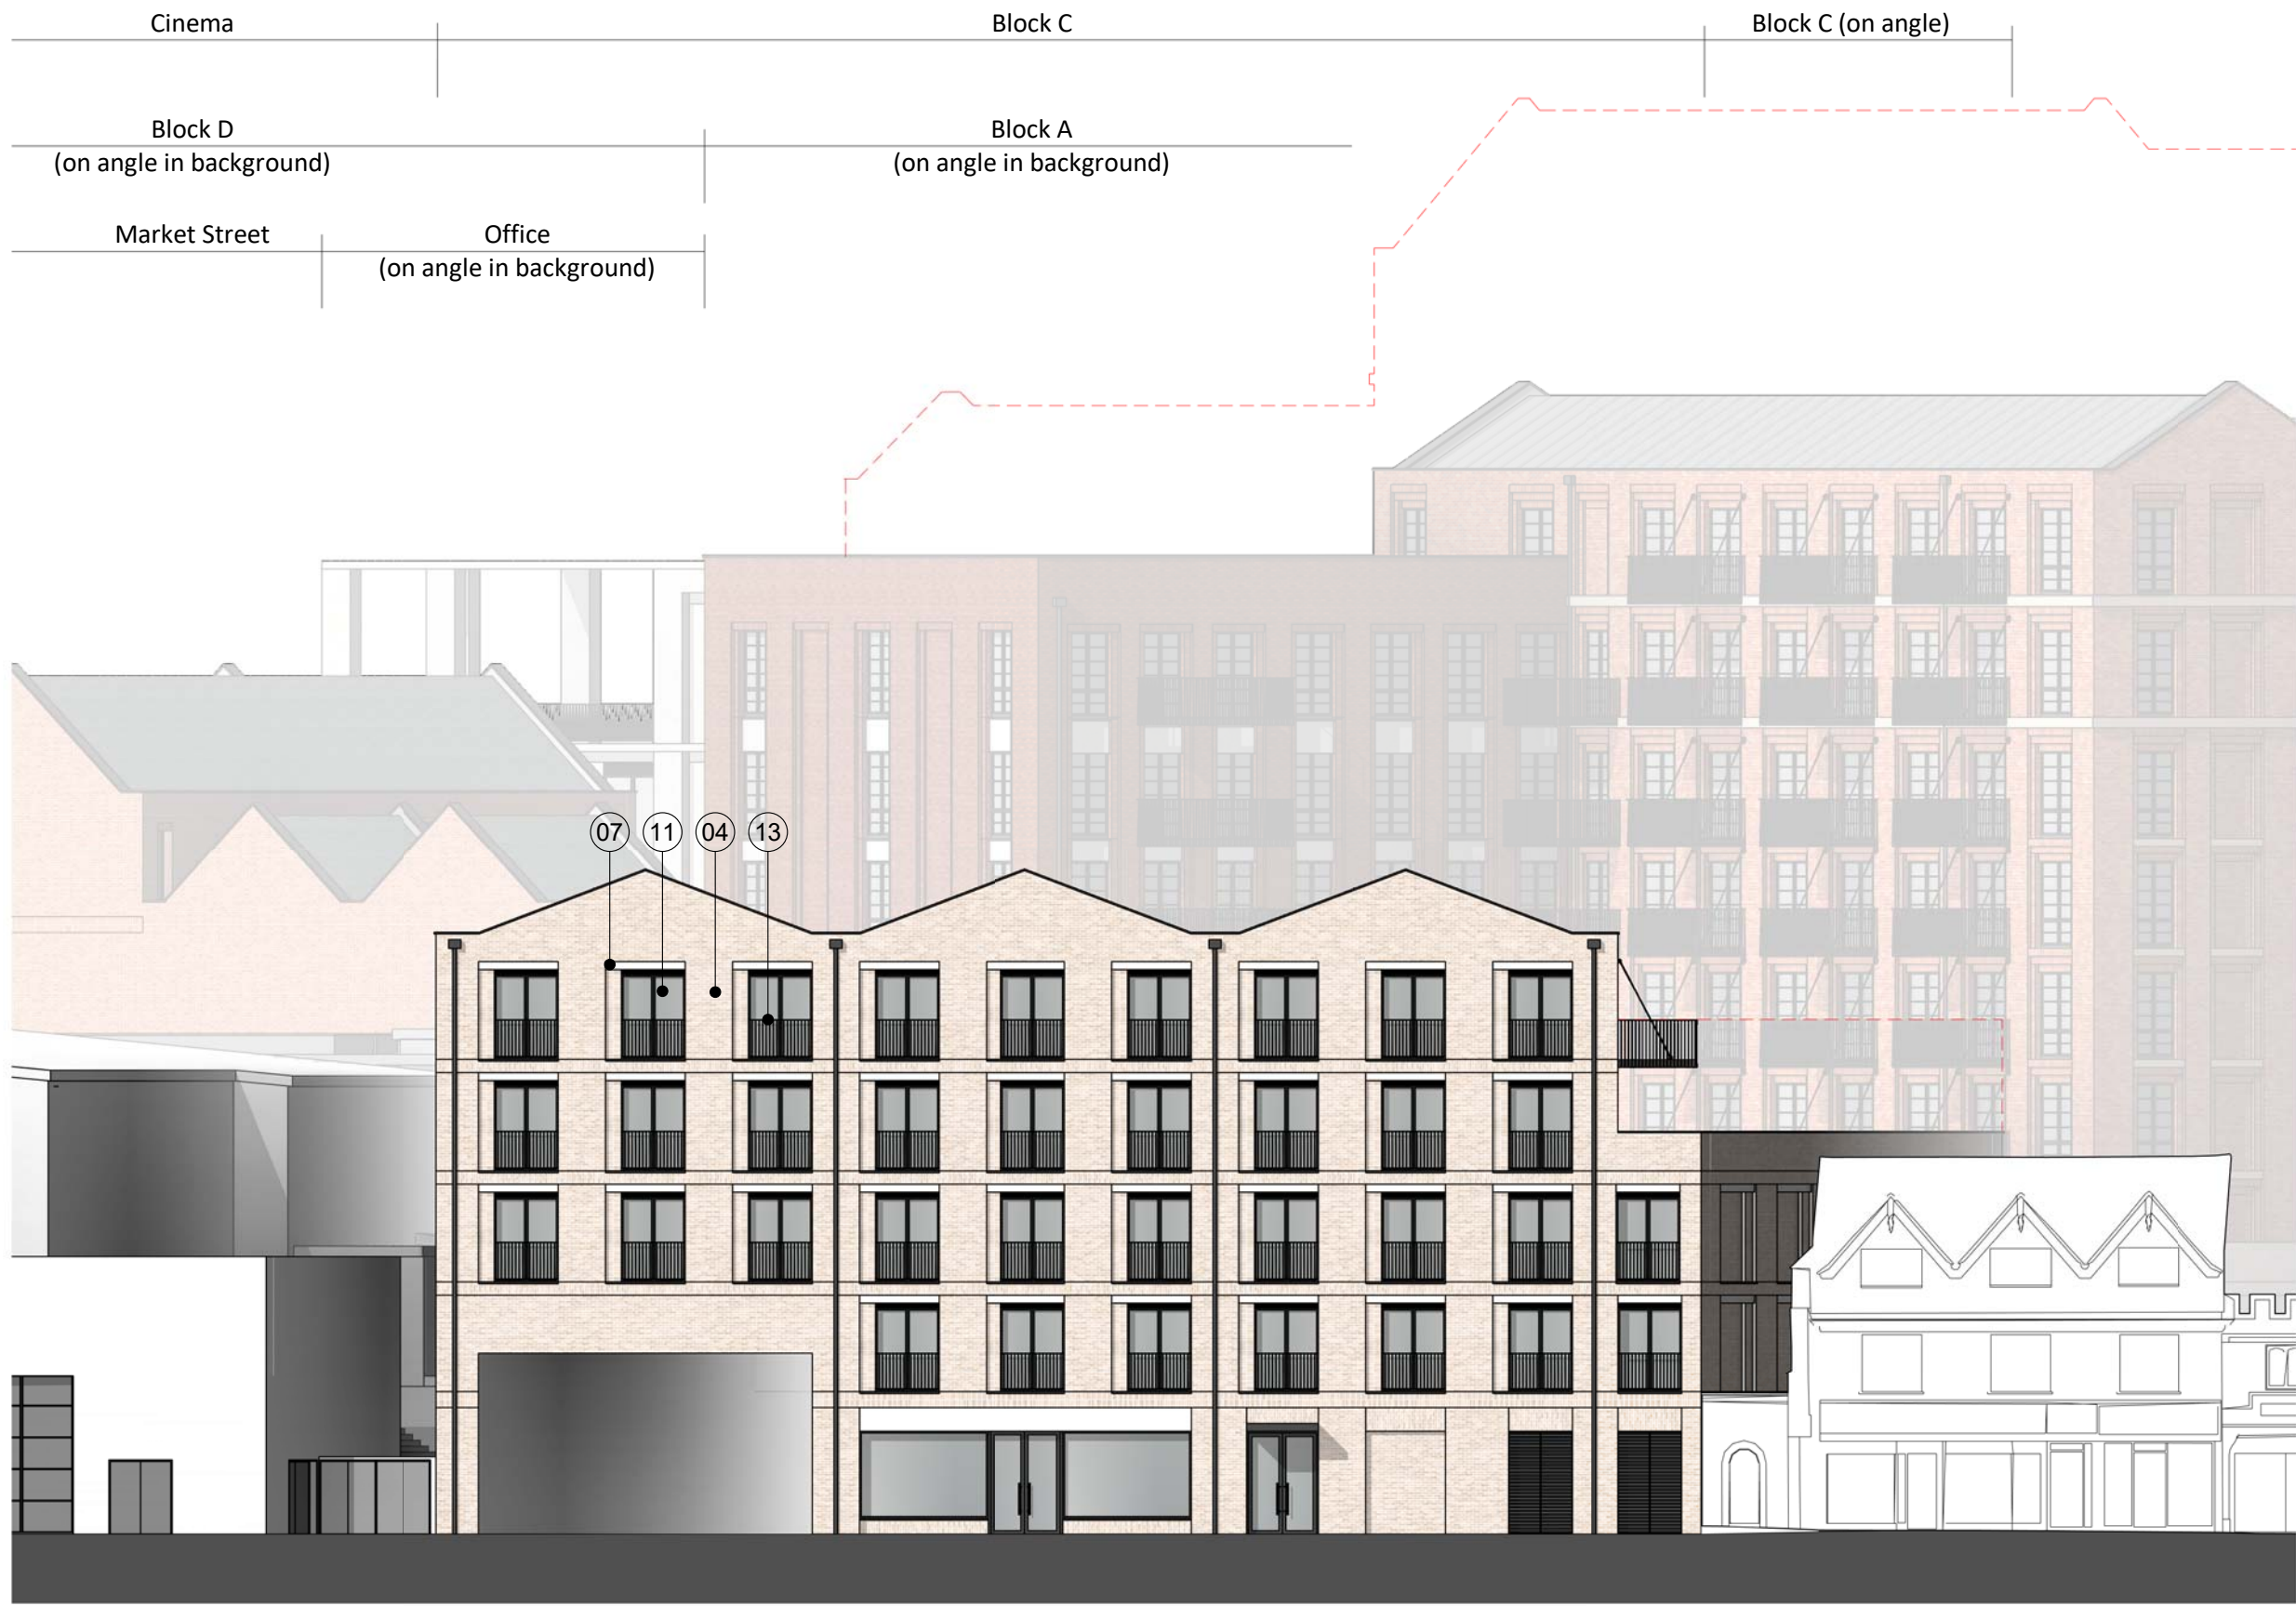 Cinema
Block C
Block C (on angle)
Block D
(on angle in background)
Block A
(on angle in background)
Market Street
Office
(on angle in background)
07
11
04
13